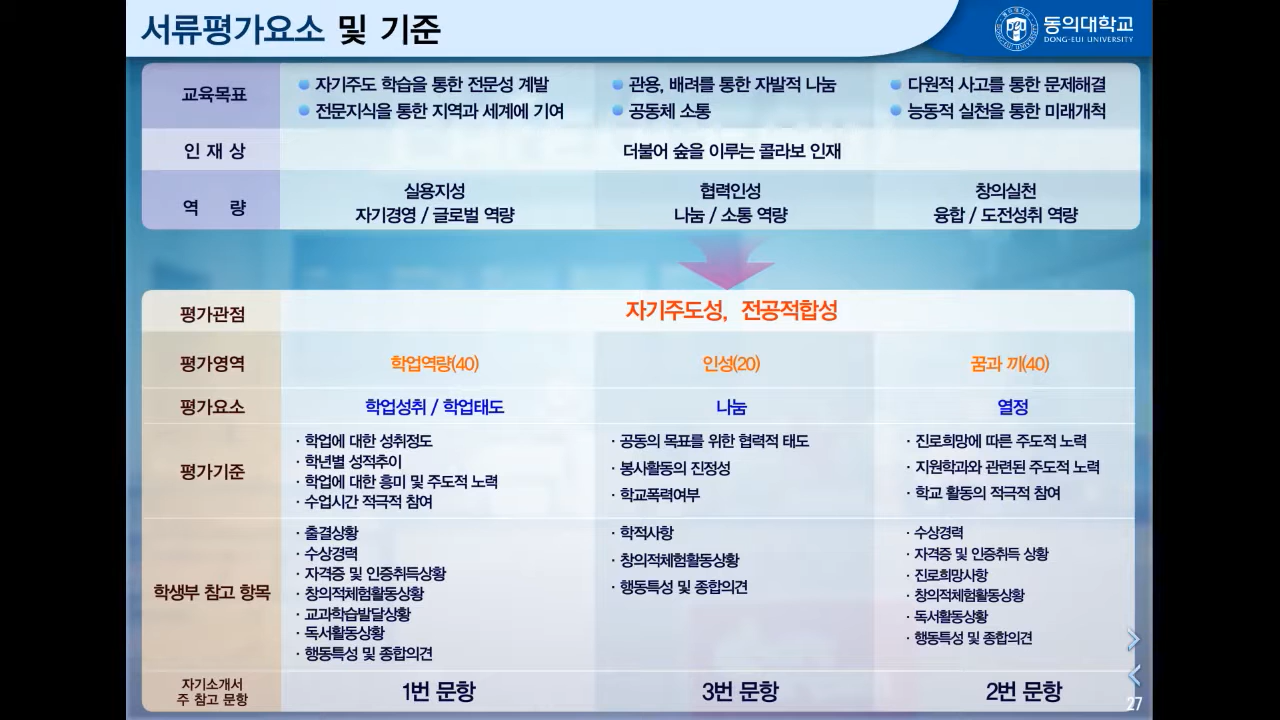 서류평가요소 및 기준
동의대학교
DONG-EUI UNIVERSITY
교육목표
자기주도 학습을 통한 전문성 계발
전문지식을 통한 지역과 세계에 기여
관용, 배려를 통한 자발적 나눔
공동체 소통
다원적 사고를 통한 문제해결
능동적 실천을 통한 미래개척
인 재 상
더불어 숲을 이루는 콜라보 인재
역 량
실용지성
자기경영 / 글로벌 역량
협력인성
나눔 / 소통 역량
창의실천
융합 / 도전성취 역량
평가관점
자기주도성, 전공적합성
평가영역
학업역량(40)
인성(20)
꿈과 끼(40)
평가요소
학업성취 / 학업태도
나눔
열정
평가기준
· 학업에 대한 성취정도
· 학년별 성적추이
· 학업에 대한 흥미 및 주도적 노력
· 수업시간 적극적 참여
· 공동의 목표를 위한 협력적 태도
· 봉사활동의 진정성
· 학교폭력여부
· 진로희망에 따른 주도적 노력
· 지원학과와 관련된 주도적 노력
· 학교 활동의 적극적 참여
학생부 참고 항목
· 출결상황
· 수상경력
· 자격증 및 인증취득상황
· 창의적체험활동상황
· 교과학습발달상황
· 독서활동상황
· 행동특성 및 종합의견
· 학적사항
· 창의적체험활동상황
· 행동특성 및 종합의견
· 수상경력
· 자격증 및 인증취득 상황
· 진로희망사항
· 창의적체험활동상황
· 독서활동상황
· 행동특성 및 종합의견
자기소개서
주 참고 문항
1번 문항
3번 문항
2번 문항
27